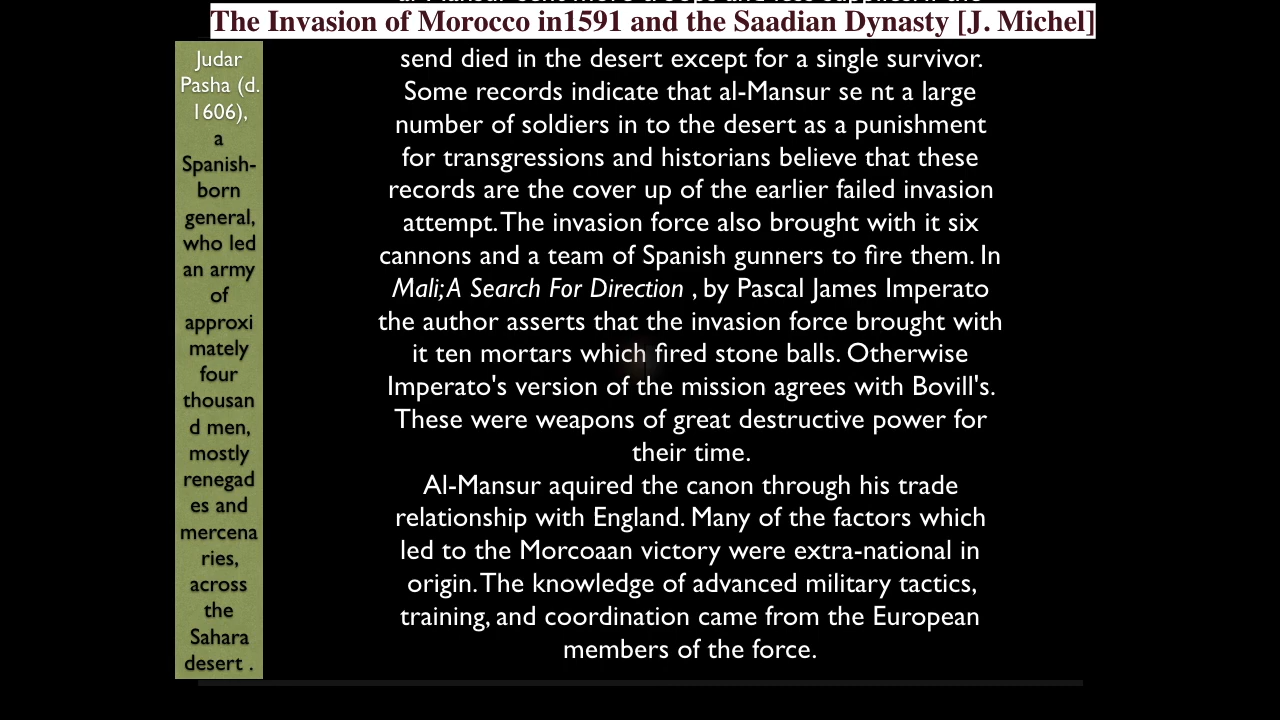 The Invasion of Morocco in1591 and the Saadian Dynasty [J. Michel]
Judar
Pasha (d.
1606),
a
Spanish-
born
general,
who led
an army
of
approxi
mately
four
thousan
d men,
mostly
renegad
es and
mercena
ries,
across
the
Sahara
desert .
send died in the desert except for a single survivor.
Some records indicate that al-Mansur se nt a large
number of soldiers in to the desert as a punishment
for transgressions and historians believe that these
records are the cover up of the earlier failed invasion
attempt. The invasion force also brought with it six
cannons and a team of Spanish gunners to fire them. In
Mali; A Search For Direction , by Pascal James Imperato
the author asserts that the invasion force brought with
it ten mortars which fired stone balls. Otherwise
Imperato's version of the mission agrees with Bovill's.
These were weapons of great destructive power for
their time.
Al-Mansur aquired the canon through his trade
relationship with England. Many of the factors which
led to the Morcoaan victory were extra-national in
origin. The knowledge of advanced military tactics,
training, and coordination came from the European
members of the force.